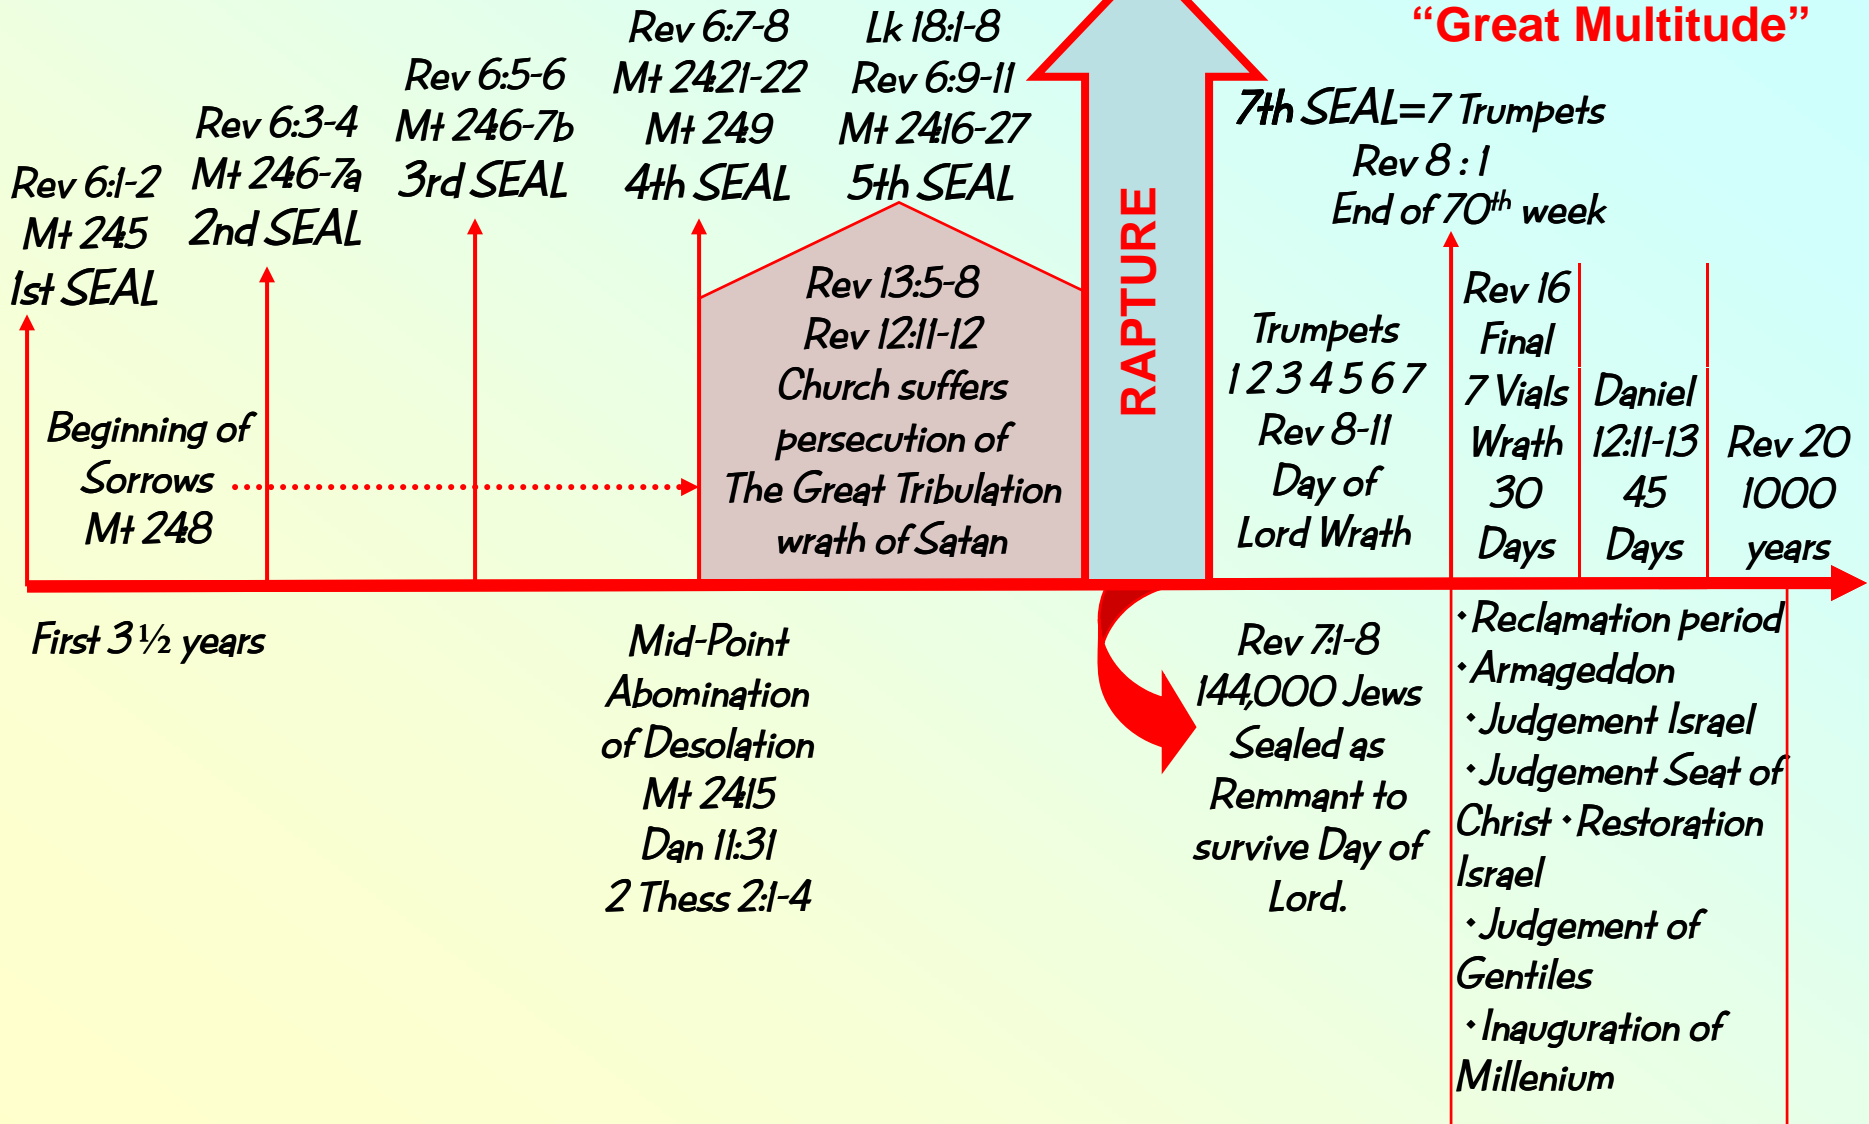 “Great Multitude”
Rev 6:1-2
Mt 24:5
1st SEAL
Rev 6:3-4
Mt 24:6-7a
2nd SEAL
Rev 6:5-6
Mt 24:6-7b
3rd SEAL
Rev 6:7-8
Mt 24:21-22
Mt 24:9
4th SEAL
Lk 18:1-8
Rev 6:9-11
Mt 24:16-27
5th SEAL
RAPTURE
7th SEAL=7 Trumpets
Rev 8 : 1
End of 70th week
Beginning of
Sorrows
Mt 24:8
Rev 13:5-8
Rev 12:11-12
Church suffers
persecution of
The Great Tribulation
wrath of Satan
Trumpets
1 2 3 4 5 6 7
Rev 8-11
Day of
Lord Wrath
Rev 16
Final
7 Vials
Wrath
30
Days
Daniel
12:11-13
45
Days
Rev 20
1000
years
First 3 ½ years
Mid-Point
Abomination
of Desolation
Mt 24:15
Dan 11:31
2 Thess 2:1-4
Rev 7:1-8
144,000 Jews
Sealed as
Remmant to
survive Day of
Lord.
•Reclamation period
•Armageddon
•Judgement Israel
•Judgement Seat of
Christ •Restoration
Israel
•Judgement of
Gentiles
•Inauguration of
Millenium